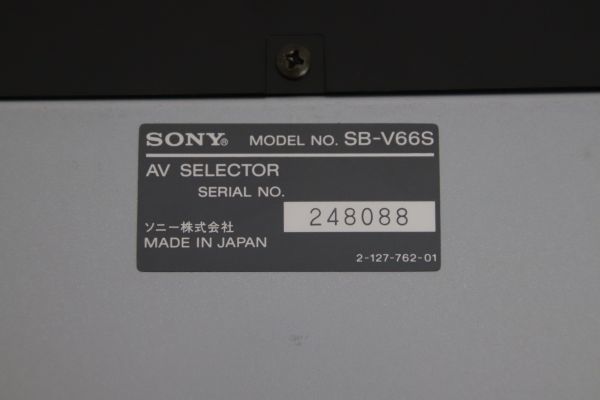 SONY® MODEL NO. SB-V66S
AV SELECTOR
SERIAL NO.
248088
ソニー株式会社
MADE IN JAPAN
2-127-762-01